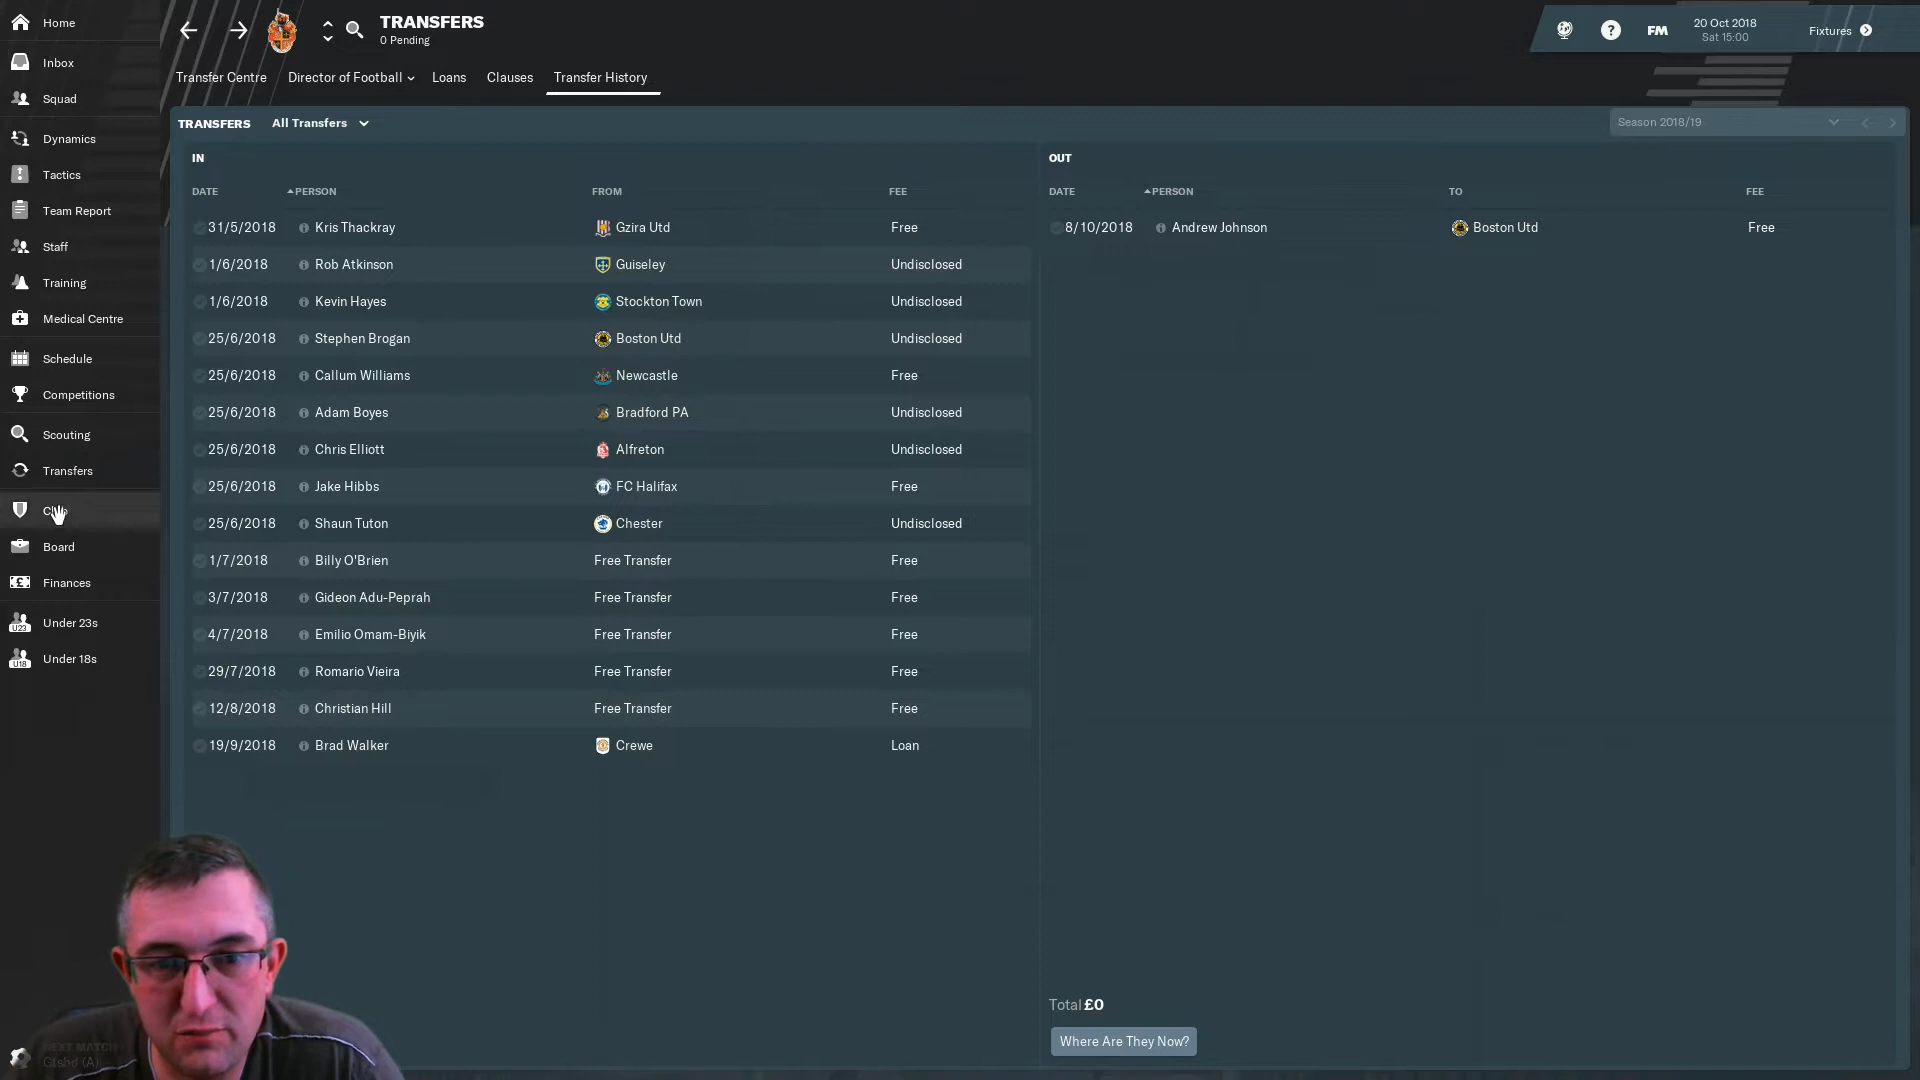 Home
Inbox
Squad
Dynamics
Tactics
Team Report
Staff
Training
Medical Centre
Schedule
Competitions
Scouting
Transfers
Board
Finances
U23 Under 23s
U18 Under 18s
NEXT MATCH
Gtshd (A)
TRANSFERS
0 Pending
? FM 20 Oct 2018 Fixtures
Sat 15:00
Transfer Centre Director of Football Loans Clauses Transfer History
TRANSFERS All Transfers Season 2018/19
IN
DATE PERSON FROM FEE
31/5/2018 Kris Thackray Gzira Utd Free
1/6/2018 Rob Atkinson Guiseley Undisclosed
1/6/2018 Kevin Hayes Stockton Town Undisclosed
25/6/2018 Stephen Brogan Boston Utd Undisclosed
25/6/2018 Callum Williams Newcastle Free
25/6/2018 Adam Boyes Bradford PA Undisclosed
25/6/2018 Chris Elliott Alfreton Undisclosed
25/6/2018 Jake Hibbs FC Halifax Free
25/6/2018 Shaun Tuton Chester Undisclosed
1/7/2018 Billy O'Brien Free Transfer Free
3/7/2018 Gideon Adu-Peprah Free Transfer Free
4/7/2018 Emilio Omam-Biyik Free Transfer Free
29/7/2018 Romario Vieira Free Transfer Free
12/8/2018 Christian Hill Free Transfer Free
19/9/2018 Brad Walker Crewe Loan
OUT
DATE PERSON TO FEE
8/10/2018 Andrew Johnson Boston Utd Free
Total £0
Where Are They Now?